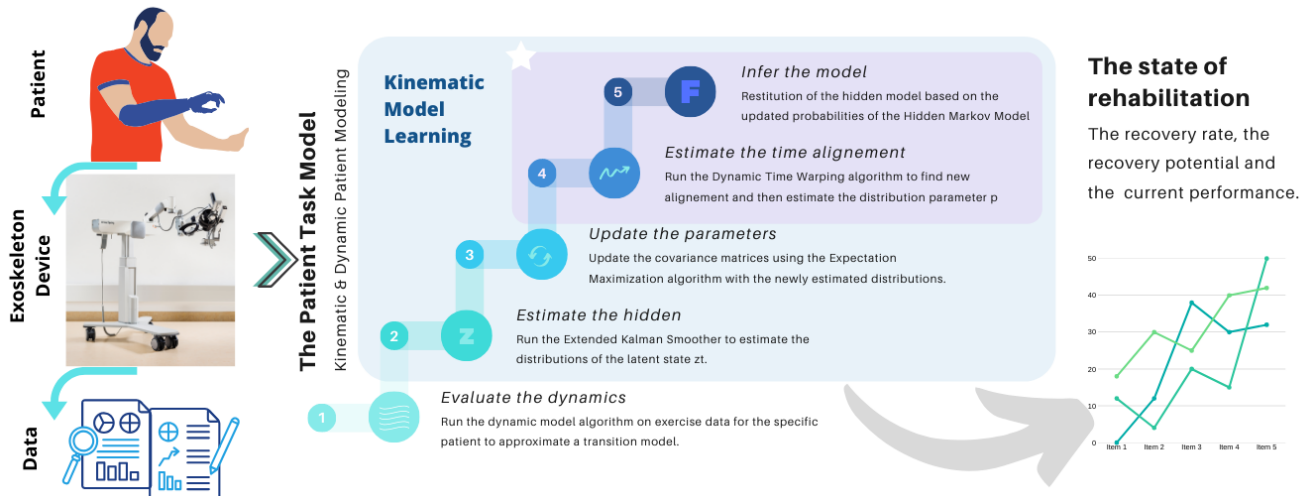 Patient
Exoskeleton
Device
Data
The Patient Task Model
Kinematic & Dynamic Patient Modeling
Kinematic
Model
Learning
5
F
Infer the model
Restitution of the hidden model based on the
updated probabilities of the Hidden Markov Model
4
Estimate the time alignement
Run the Dynamic Time Warping algorithm to find new
alignement and then estimate the distribution parameter p
3
Update the parameters
Update the covariance matrices using the Expectation
Maximization algorithm with the newly estimated distributions.
2
z
Estimate the hidden
Run the Extended Kalman Smoother to estimate the
distributions of the latent state zt.
1
Evaluate the dynamics
Run the dynamic model algorithm on exercise data for the specific
patient to approximate a transition model.
The state of
rehabilitation
The recovery rate, the
recovery potential and
the current performance.
50
40
30
20
10
0
Item 1 Item 2 Item 3 Item 4 Item 5